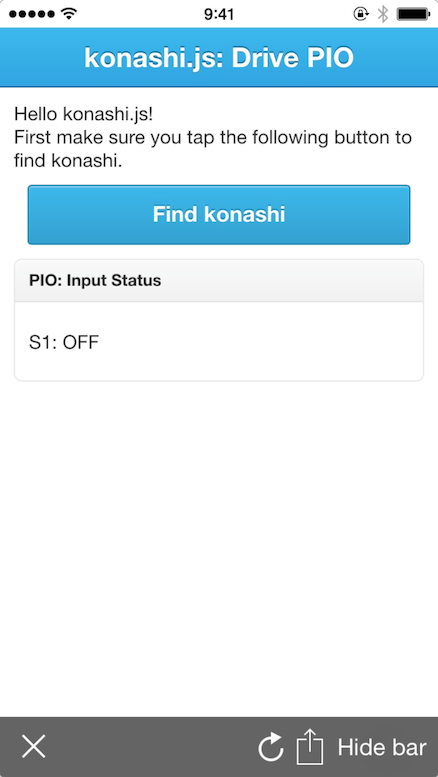 9:41
konashi.js: Drive PIO
Hello konashi.js!
First make sure you tap the following button to
find konashi.
Find konashi
PIO: Input Status
S1: OFF
Hide bar